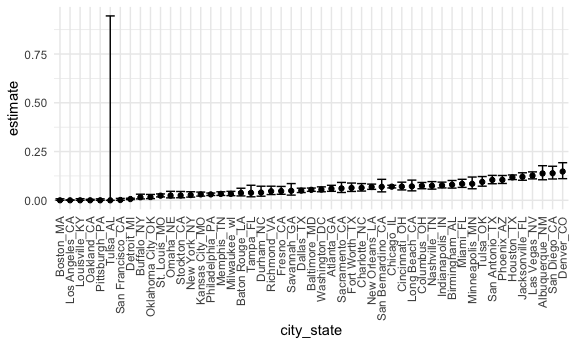 estimate
0.75
0.50
0.25
0.00
Boston_MA
Los Angeles_CA
Louisville_KY
Oakland_CA
Pittsburgh_PA
Tulsa_AL
San Francisco_CA
Detroit_MI
Buffalo_NY
Oklahoma City_OK
St. Louis_MO
Omaha_NE
Stockton_CA
New York_NY
Kansas City_MO
Philadelphia_PA
Memphis_TN
Milwaukee_wI
Baton Rouge_LA
Tampa_FL
Durham_NC
Richmond_VA
Fresno_CA
Savannah_GA
Dallas_TX
Baltimore_MD
Washington_DC
Atlanta_GA
Sacramento_CA
Fort Worth_TX
Charlotte_NC
New Orleans_LA
San Bernardino_CA
Chicago_IL
Cincinnati_OH
Long Beach_CA
Columbus_OH
Nashville_TN
Indianapolis_IN
Birmingham_AL
Miami_FL
Minneapolis_MN
Tulsa_OK
San Antonio_TX
Phoenix_AZ
Houston_TX
Jacksonville_FL
Las Vegas_NV
Albuquerque_NM
San Diego_CA
Denver_CO
city_state